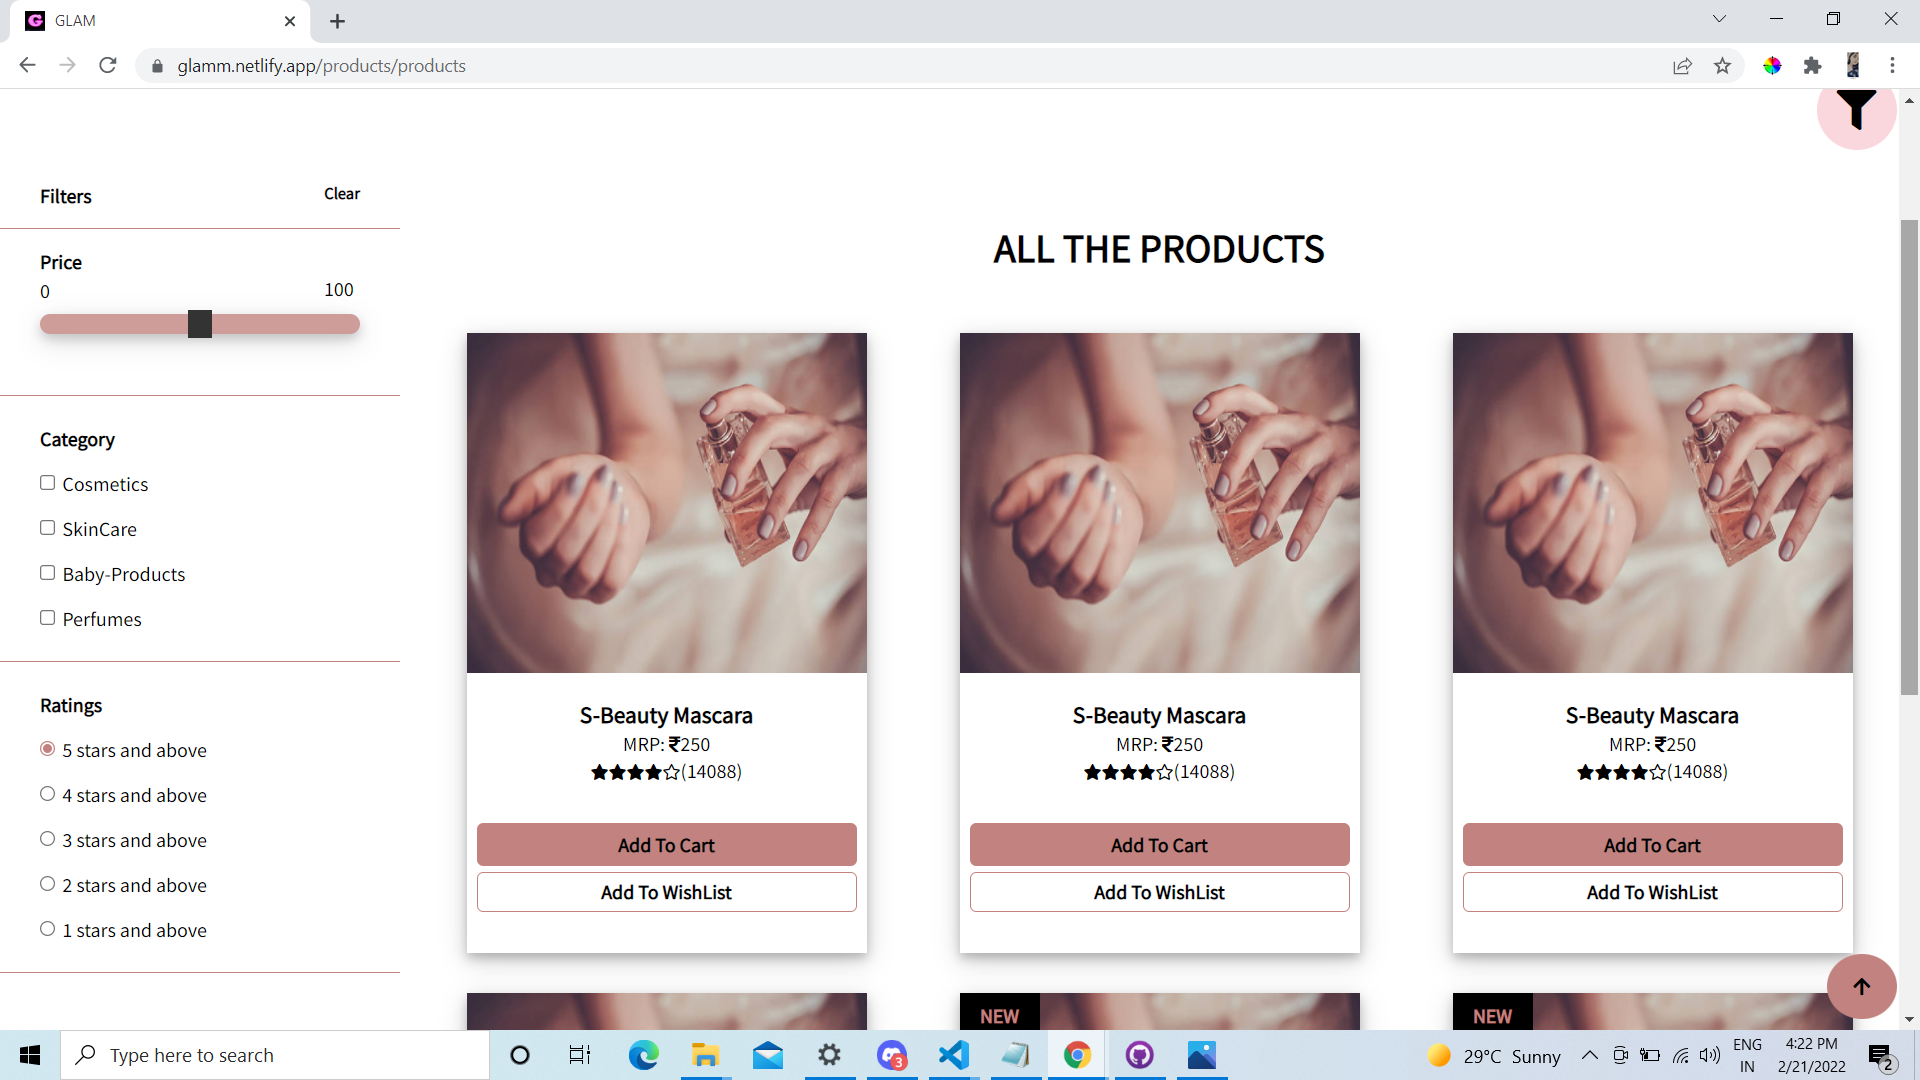 GLAM
glamm.netlify.app/products/products
Filters
Clear
Price
0
100
Category
Cosmetics
SkinCare
Baby-Products
Perfumes
Ratings
5 stars and above
4 stars and above
3 stars and above
2 stars and above
1 stars and above
ALL THE PRODUCTS
S-Beauty Mascara
MRP: ₹250
★★★★☆(14088)
Add To Cart
Add To WishList
S-Beauty Mascara
MRP: ₹250
★★★★☆(14088)
Add To Cart
Add To WishList
S-Beauty Mascara
MRP: ₹250
★★★★☆(14088)
Add To Cart
Add To WishList
NEW
NEW
Type here to search
3
29°C Sunny
ENG
IN
4:22 PM
2/21/2022
2